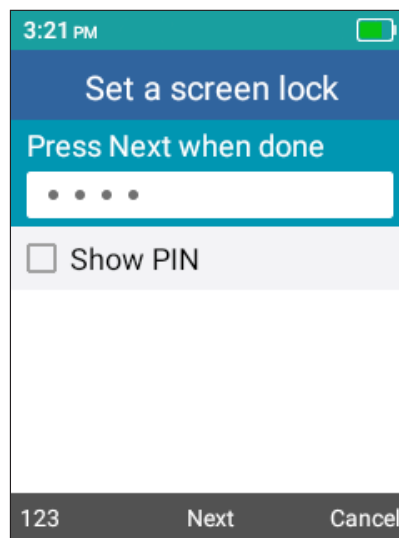 3:21 PM
Set a screen lock
Press Next when done
• • • •
Show PIN
123 Next Cancel